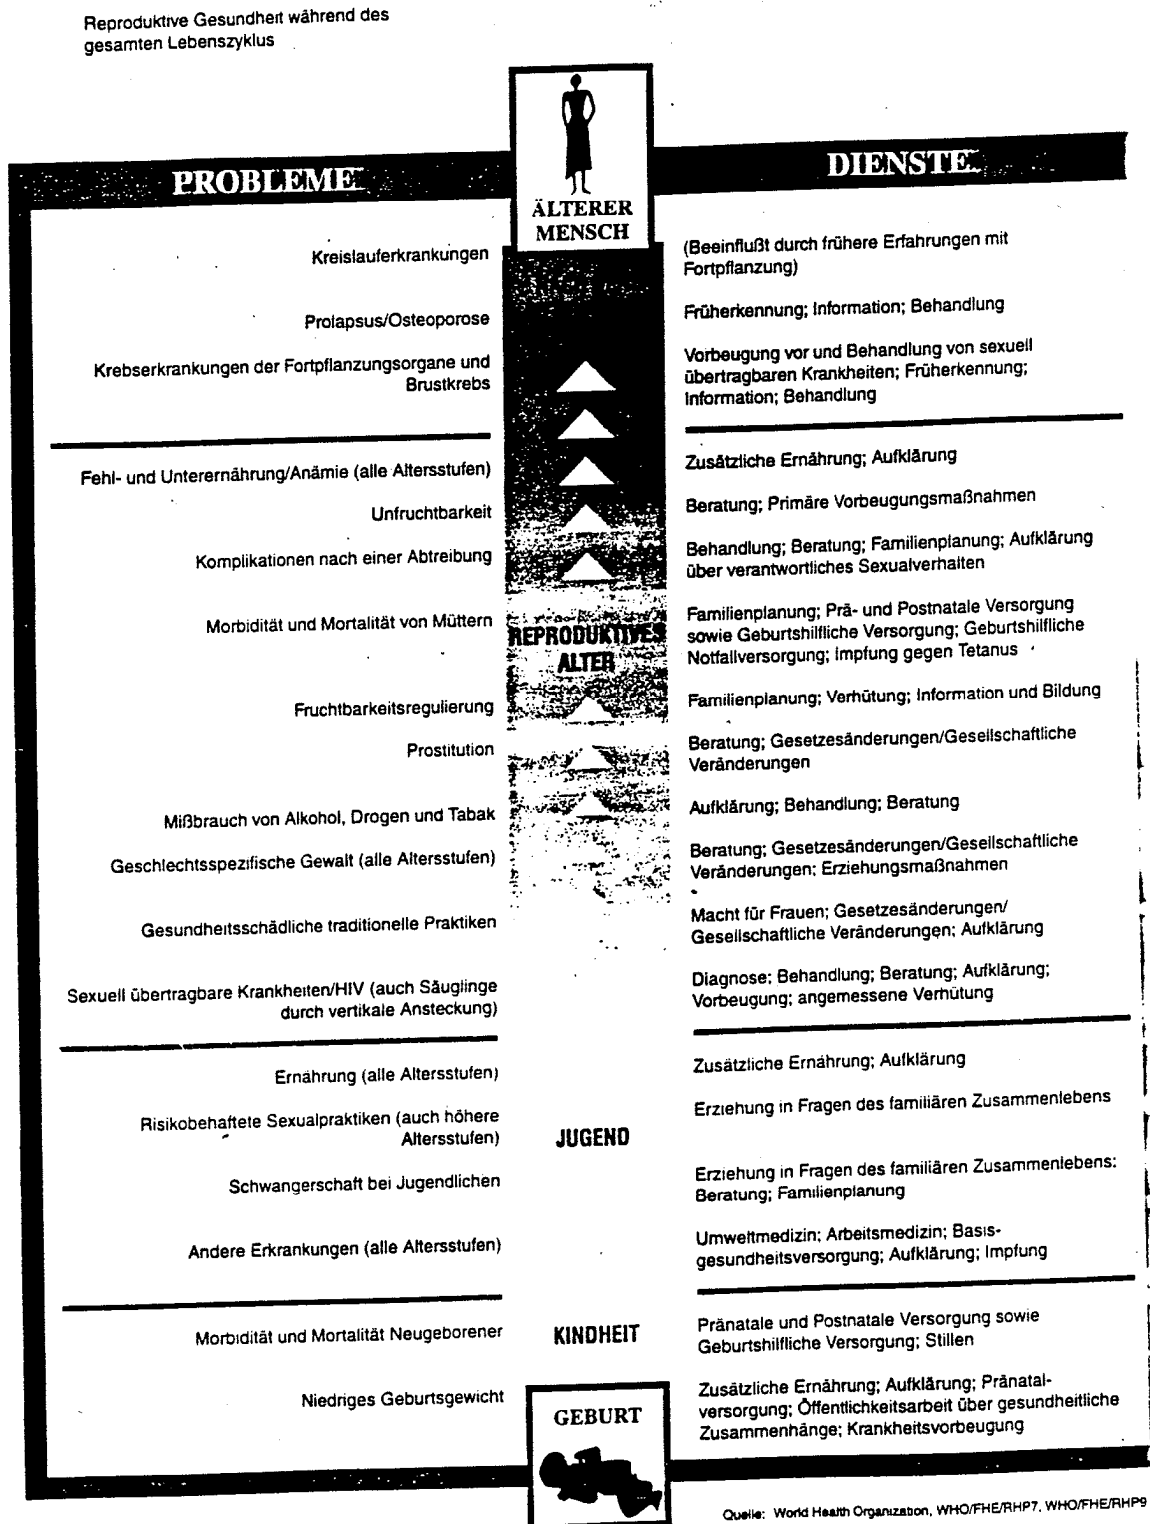 Reproduktive Gesundheit während des
gesamten Lebenszyklus
PROBLEME
DIENSTE
ÄLTERER
MENSCH
Kreislauferkrankungen
(Beeinflußt durch frühere Erfahrungen mit
Fortpflanzung)
Prolapsus/Osteoporose
Früherkennung; Information; Behandlung
Krebserkrankungen der Fortpflanzungsorgane und
Brustkrebs
Vorbeugung vor und Behandlung von sexuell
übertragbaren Krankheiten; Früherkennung;
Information; Behandlung
Fehl- und Unterernährung/Anämie (alle Altersstufen)
Zusätzliche Ernährung; Aufklärung
Unfruchtbarkeit
Beratung; Primäre Vorbeugungsmaßnahmen
Komplikationen nach einer Abtreibung
Behandlung; Beratung; Familienplanung; Aufklärung
über verantwortliches Sexualverhalten
Morbidität und Mortalität von Müttern
Familienplanung; Prä- und Postnatale Versorgung
sowie Geburtshilfliche Versorgung; Geburtshilfliche
Notfallversorgung; Impfung gegen Tetanus
REPRODUKTIVES
ALTER
Fruchtbarkeitsregulierung
Familienplanung; Verhütung; Information und Bildung
Prostitution
Beratung; Gesetzesänderungen/Gesellschaftliche
Veränderungen
Mißbrauch von Alkohol, Drogen und Tabak
Aufklärung; Behandlung; Beratung
Geschlechtsspezifische Gewalt (alle Altersstufen)
Beratung; Gesetzesänderungen/Gesellschaftliche
Veränderungen; Erziehungsmaßnahmen
Gesundheitsschädliche traditionelle Praktiken
Macht für Frauen; Gesetzesänderungen/
Gesellschaftliche Veränderungen; Aufklärung
Sexuell übertragbare Krankheiten/HIV (auch Säuglinge
durch vertikale Ansteckung)
Diagnose; Behandlung; Beratung; Aufklärung;
Vorbeugung; angemessene Verhütung
Ernährung (alle Altersstufen)
Zusätzliche Ernährung; Aufklärung
Risikobehaftete Sexualpraktiken (auch höhere
Altersstufen)
Erziehung in Fragen des familiären Zusammenlebens
JUGEND
Schwangerschaft bei Jugendlichen
Erziehung in Fragen des familiären Zusammenlebens:
Beratung; Familienplanung
Andere Erkrankungen (alle Altersstufen)
Umweltmedizin; Arbeitsmedizin; Basis-
gesundheitsversorgung; Aufklärung; Impfung
Morbidität und Mortalität Neugeborener
KINDHEIT
Pränatale und Postnatale Versorgung sowie
Geburtshilfliche Versorgung; Stillen
Niedriges Geburtsgewicht
Zusätzliche Ernährung; Aufklärung; Pränatal-
versorgung; Öffentlichkeitsarbeit über gesundheitliche
Zusammenhänge; Krankheitsvorbeugung
GEBURT
Quelle: World Health Organization, WHO/FHE/RHP7, WHO/FHE/RHP9